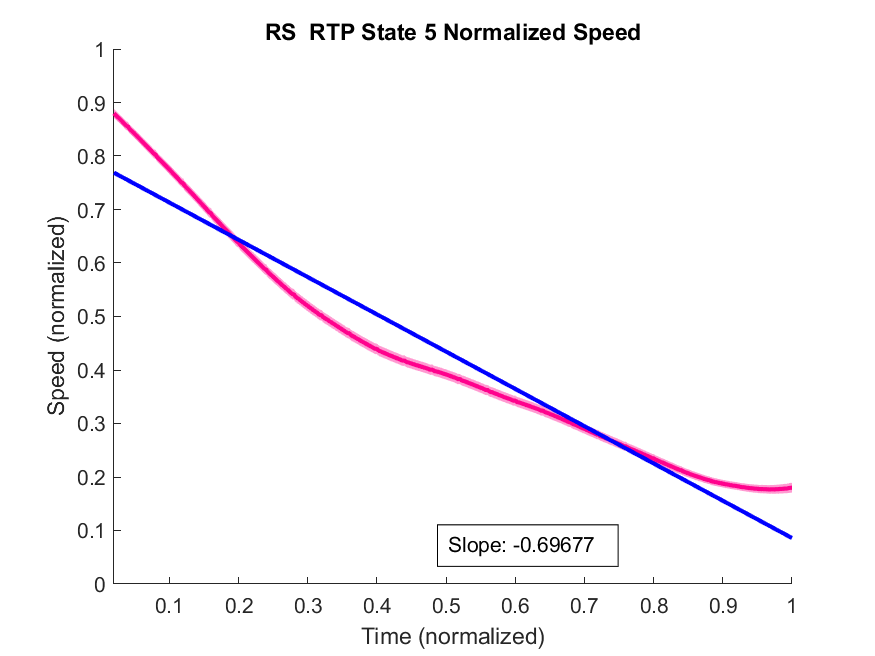 RS  RTP State 5 Normalized Speed
1
0.9
0.8
0.7
0.6
0.5
0.4
0.3
0.2
0.1
0
Speed (normalized)
Slope: -0.69677
0.1 0.2 0.3 0.4 0.5 0.6 0.7 0.8 0.9 1
Time (normalized)